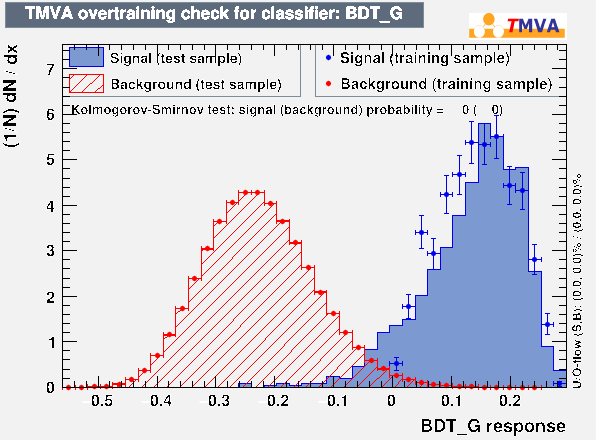 TMVA overtraining check for classifier: BDT_G
TMVA
Signal (test sample)
Background (test sample)
Signal (training sample)
Background (training sample)
Kolmogorov-Smirnov test: signal (background) probability = 0 ( 0)
(1/N) dN / dx
7
6
5
4
3
2
1
0
-0.5 -0.4 -0.3 -0.2 -0.1 0 0.1 0.2
BDT_G response
U/O-flow (S,B): (0.0, 0.0)% / (0.0, 0.0)%